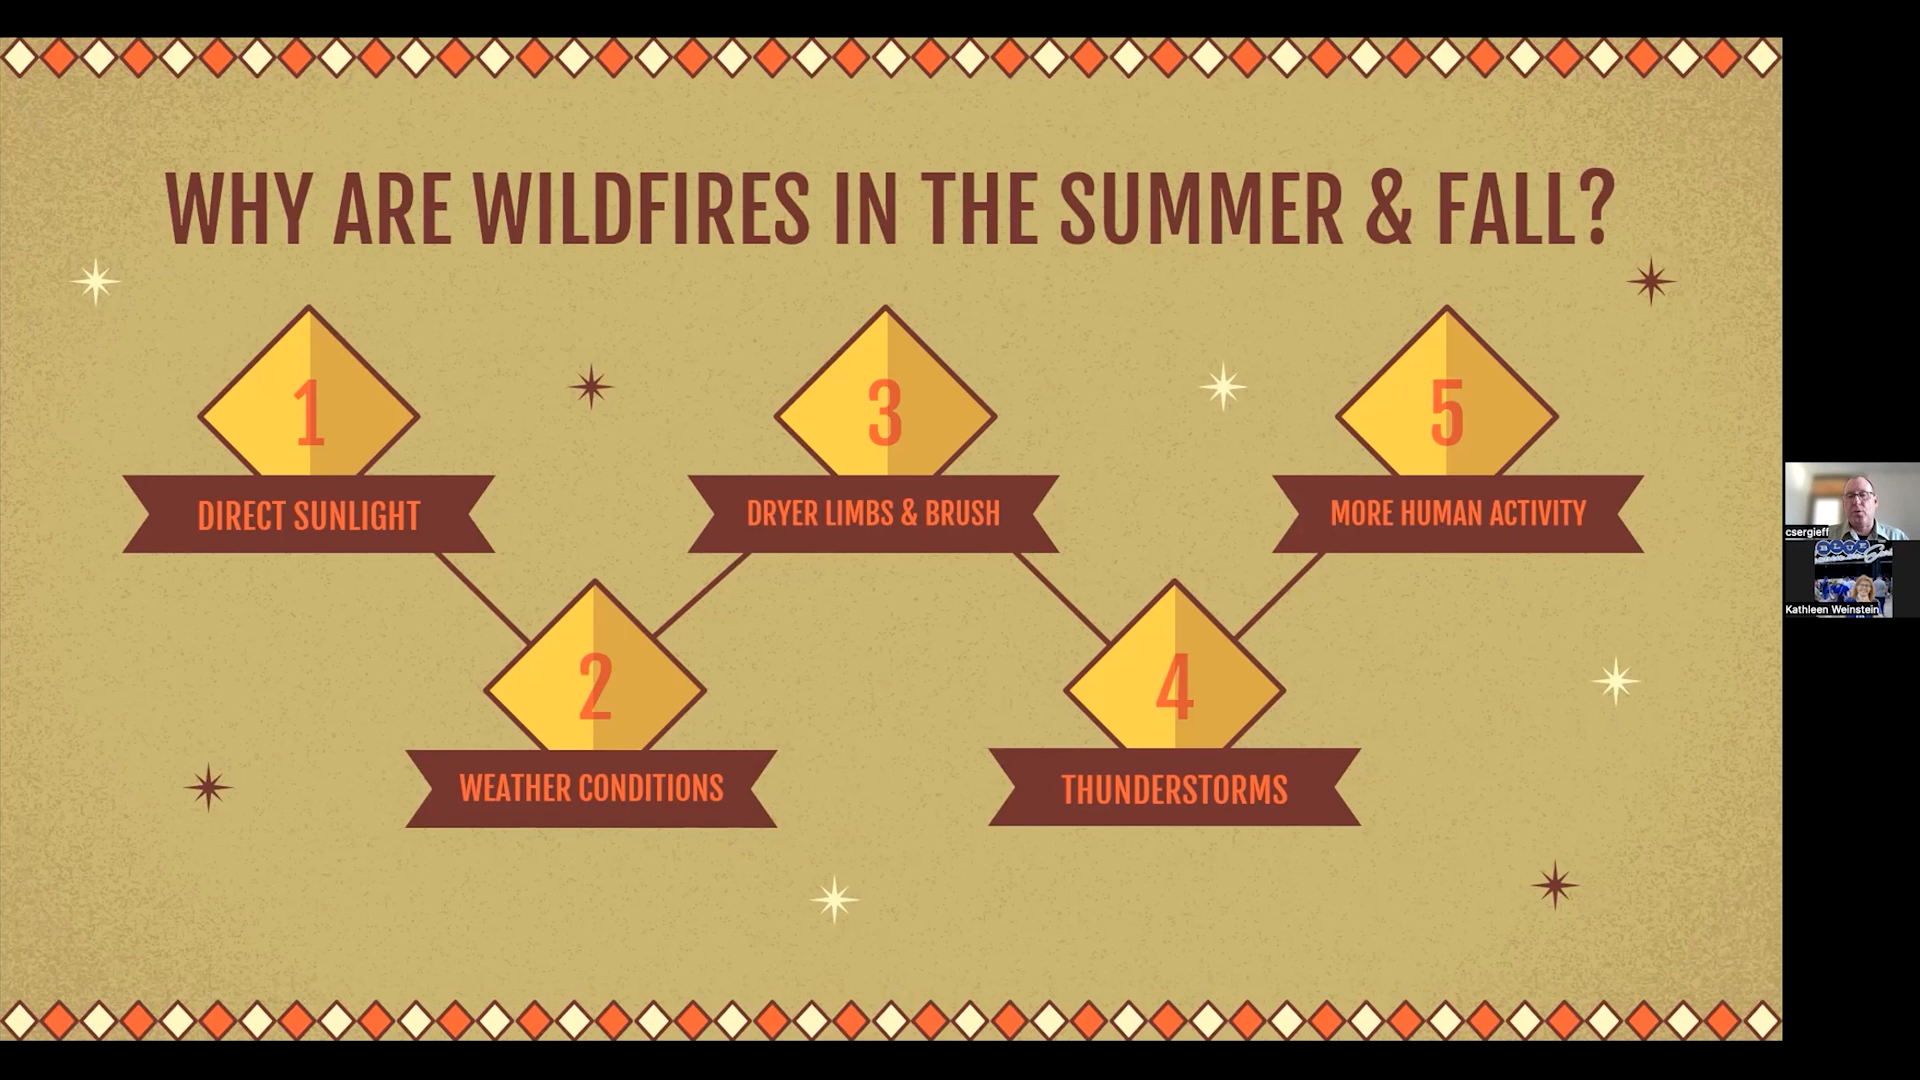 WHY ARE WILDFIRES IN THE SUMMER & FALL?
1
DIRECT SUNLIGHT
2
WEATHER CONDITIONS
3
DRYER LIMBS & BRUSH
4
THUNDERSTORMS
5
MORE HUMAN ACTIVITY
csergieff
BLUE
Kathleen Weinstein